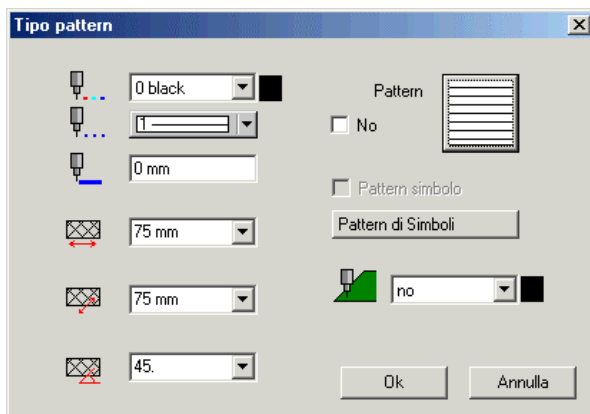 Tipo pattern
0 black
1
0 mm
75 mm
75 mm
45.
Pattern
No
Pattern simbolo
Pattern di Simboli
no
Ok
Annulla